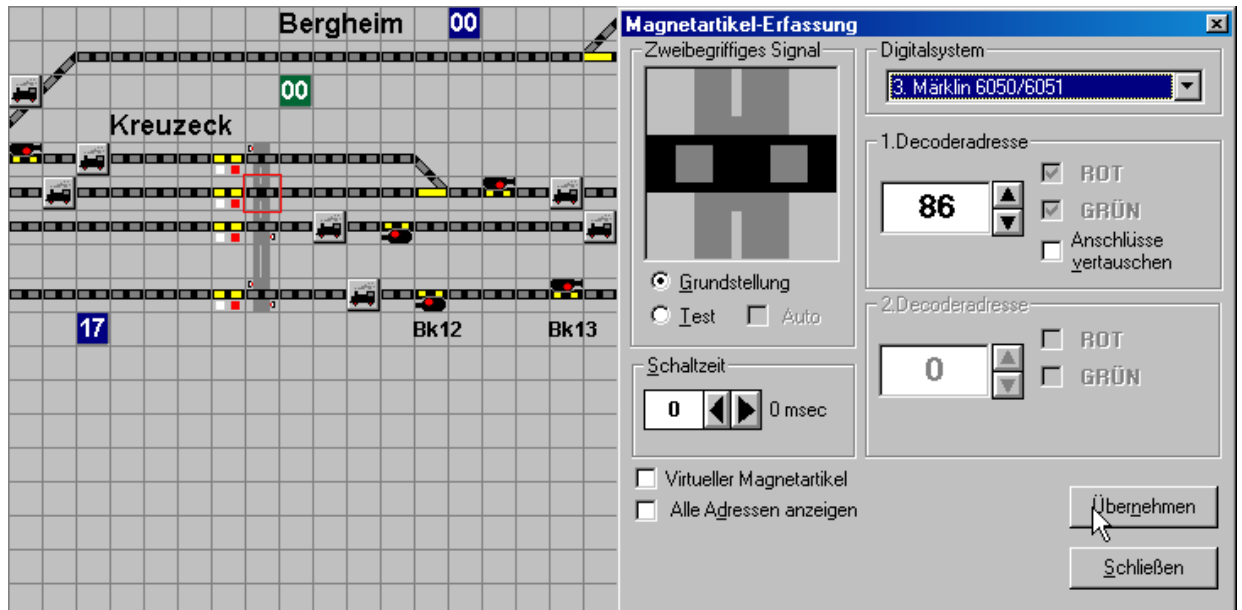 Bergheim 00
00
Kreuzeck
17
Bk12 Bk13
Magnetartikel-Erfassung
Zweibegriffiges Signal
Grundstellung
Test Auto
Schaltzeit
0 0 msec
Virtueller Magnetartikel
Alle Adressen anzeigen
Digitalsystem
3. Märklin 6050/6051
1.Decoderadresse
86
ROT
GRÜN
Anschlüsse
vertauschen
2.Decoderadresse
0
ROT
GRÜN
Übernehmen
Schließen